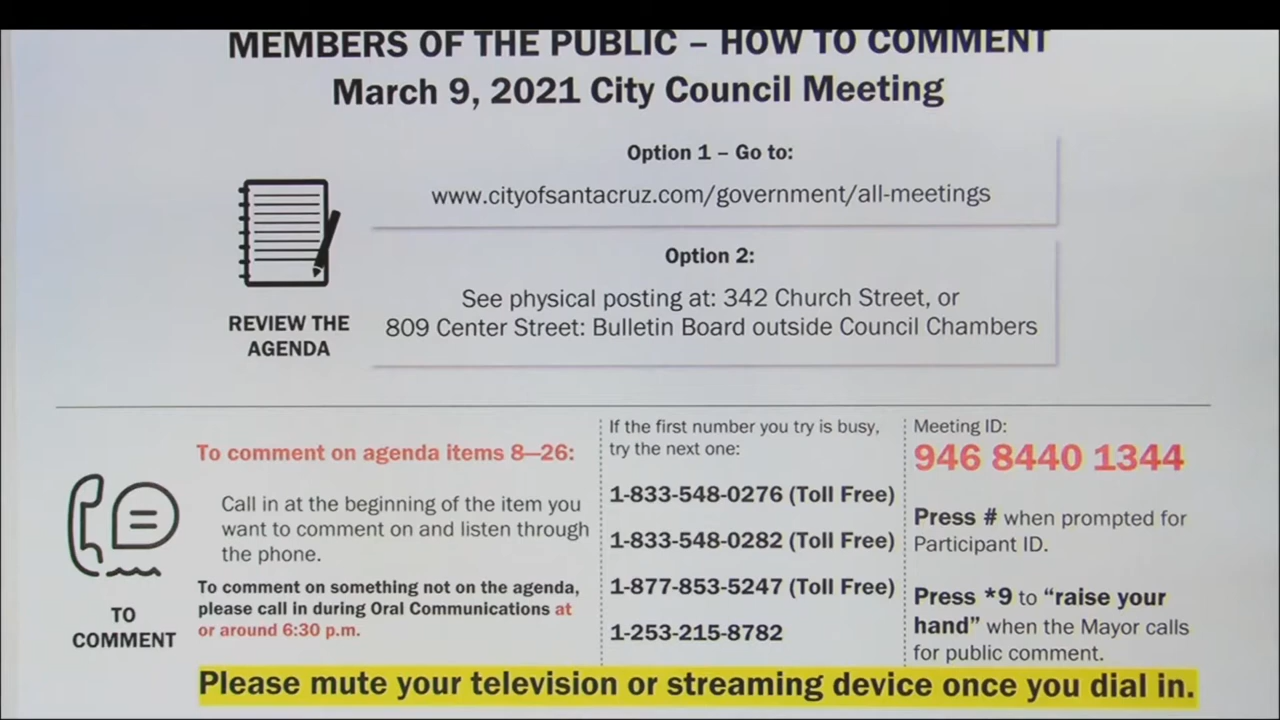 MEMBERS OF THE PUBLIC – HOW TO COMMENT
March 9, 2021 City Council Meeting
Option 1 – Go to:
www.cityofsantacruz.com/government/all-meetings
Option 2:
See physical posting at: 342 Church Street, or
809 Center Street: Bulletin Board outside Council Chambers
REVIEW THE
AGENDA
To comment on agenda items 8—26:
Call in at the beginning of the item you
want to comment on and listen through
the phone.
To comment on something not on the agenda,
please call in during Oral Communications at
or around 6:30 p.m.
TO
COMMENT
If the first number you try is busy,
try the next one:
1-833-548-0276 (Toll Free)
1-833-548-0282 (Toll Free)
1-877-853-5247 (Toll Free)
1-253-215-8782
Meeting ID:
946 8440 1344
Press # when prompted for
Participant ID.
Press *9 to “raise your
hand” when the Mayor calls
for public comment.
Please mute your television or streaming device once you dial in.